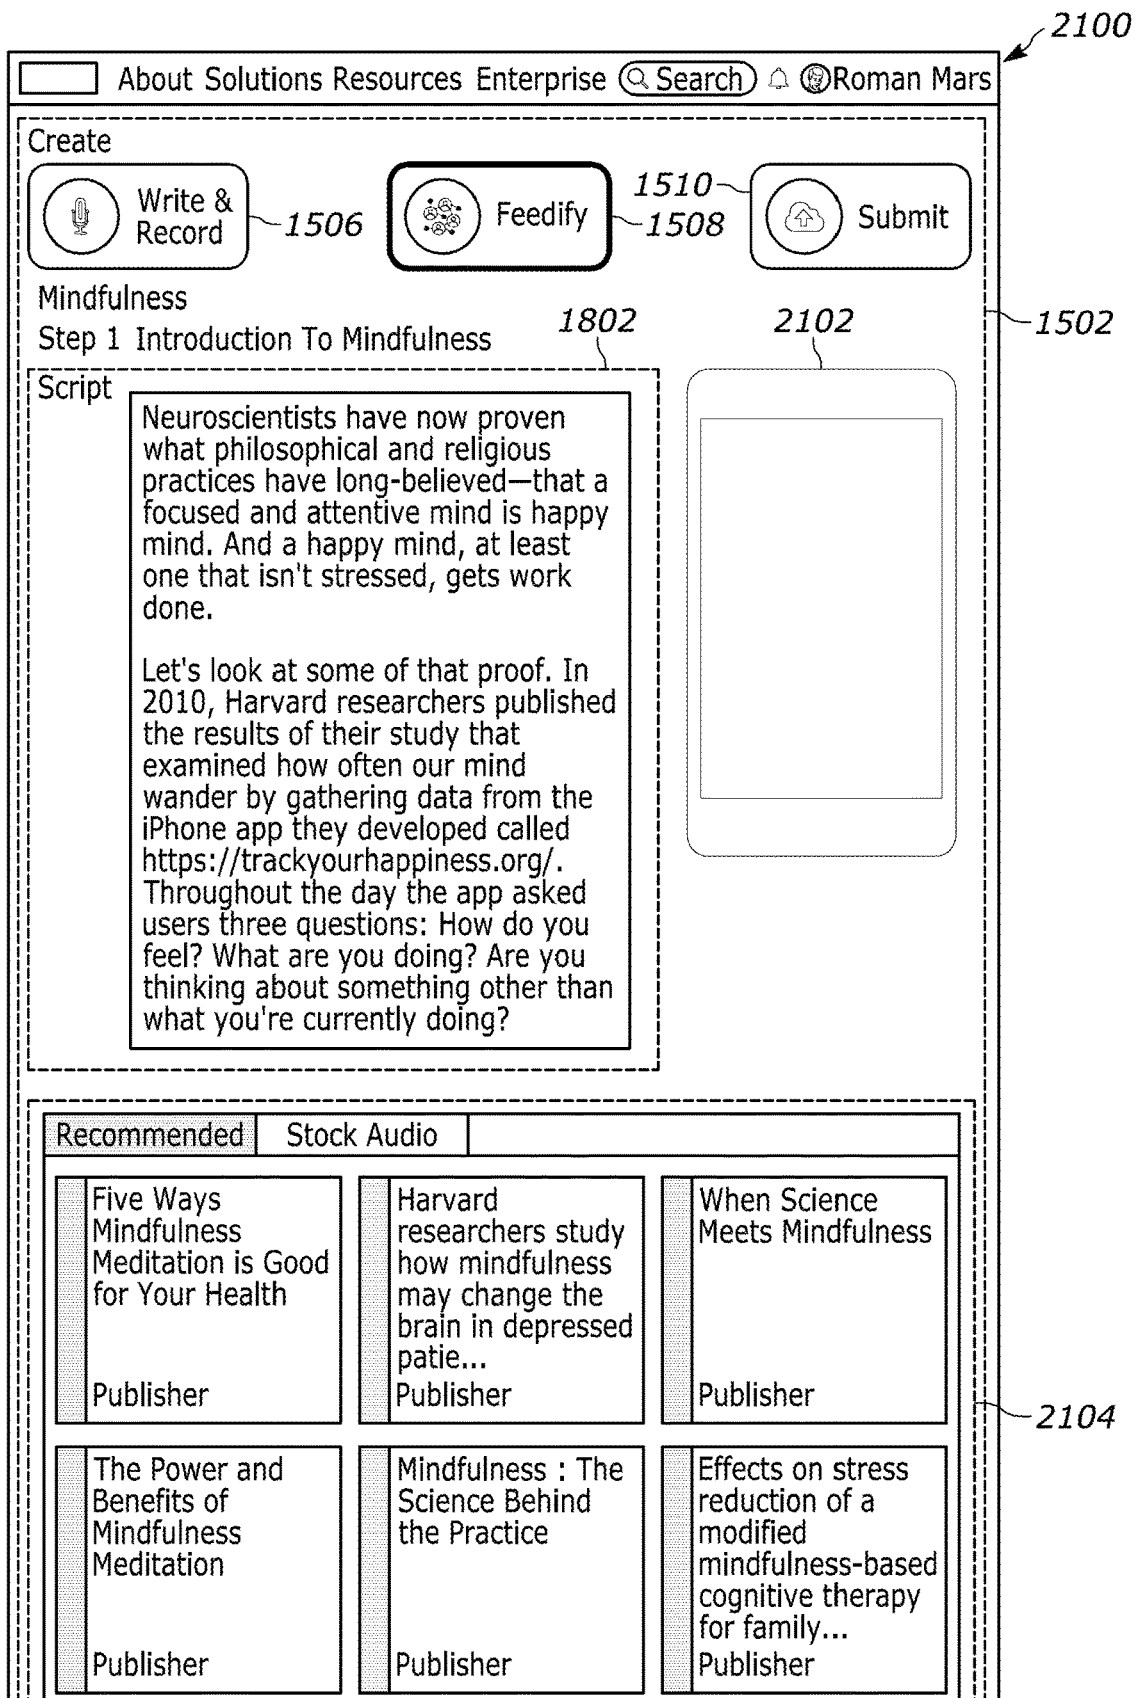 2100
About Solutions Resources Enterprise Search Roman Mars
Create
Write &
Record
1506
Feedify
1508
1510
Submit
Mindfulness
Step 1 Introduction To Mindfulness
1802
2102
1502
Script
Neuroscientists have now proven
what philosophical and religious
practices have long-believed—that a
focused and attentive mind is happy
mind. And a happy mind, at least
one that isn't stressed, gets work
done.
Let's look at some of that proof. In
2010, Harvard researchers published
the results of their study that
examined how often our mind
wander by gathering data from the
iPhone app they developed called
https://trackyourhappiness.org/.
Throughout the day the app asked
users three questions: How do you
feel? What are you doing? Are you
thinking about something other than
what you're currently doing?
Recommended
Stock Audio
Five Ways
Mindfulness
Meditation is Good
for Your Health
Publisher
Harvard
researchers study
how mindfulness
may change the
brain in depressed
patie...
Publisher
When Science
Meets Mindfulness
Publisher
2104
The Power and
Benefits of
Mindfulness
Meditation
Publisher
Mindfulness : The
Science Behind
the Practice
Publisher
Effects on stress
reduction of a
modified
mindfulness-based
cognitive therapy
for family...
Publisher